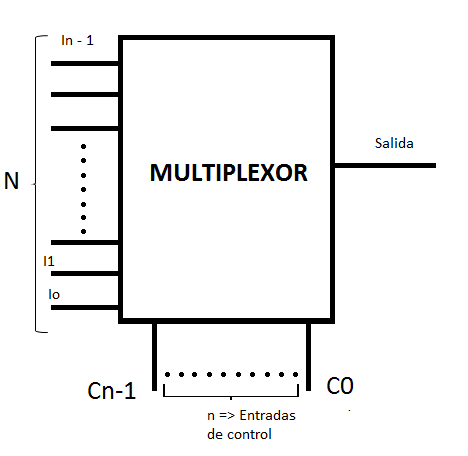 In - 1
N
MULTIPLEXOR
Salida
I1
Io
Cn-1
C0
n => Entradas
de control